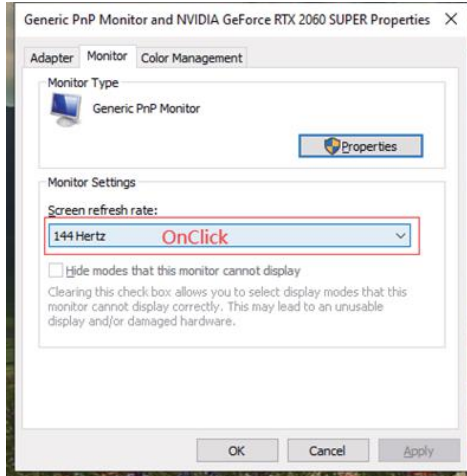 Generic PnP Monitor and NVIDIA GeForce RTX 2060 SUPER Properties
Adapter Monitor Color Management
Monitor Type
Generic PnP Monitor
Properties
Monitor Settings
Screen refresh rate:
144 Hertz OnClick
Hide modes that this monitor cannot display
Clearing this check box allows you to select display modes that this
monitor cannot display correctly. This may lead to an unusable
display and/or damaged hardware.
OK Cancel Apply